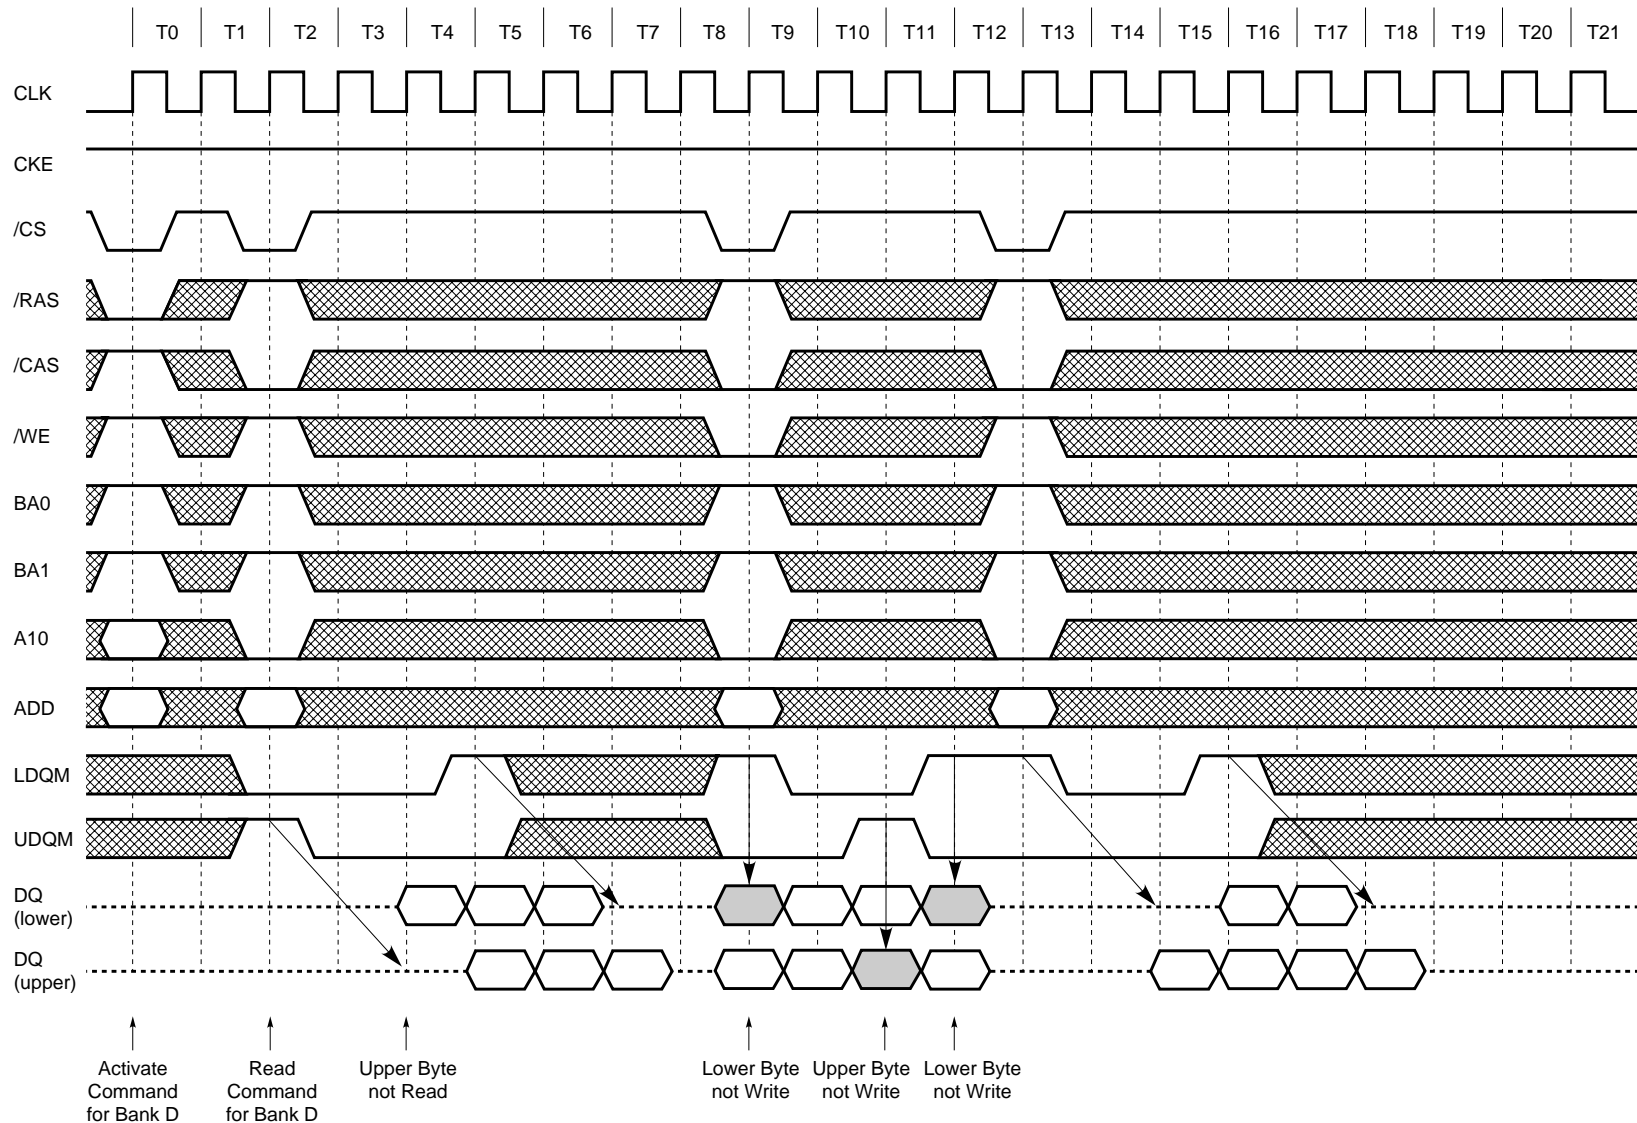 T0 T1 T2 T3 T4 T5 T6 T7 T8 T9 T10 T11 T12 T13 T14 T15 T16 T17 T18 T19 T20 T21
CLK
CKE
/CS
/RAS
/CAS
/WE
BA0
BA1
A10
ADD
LDQM
UDQM
DQ
(lower)
DQ
(upper)
Activate
Command
for Bank D
Read
Command
for Bank D
Upper Byte
not Read
Lower Byte
not Write
Upper Byte
not Write
Lower Byte
not Write